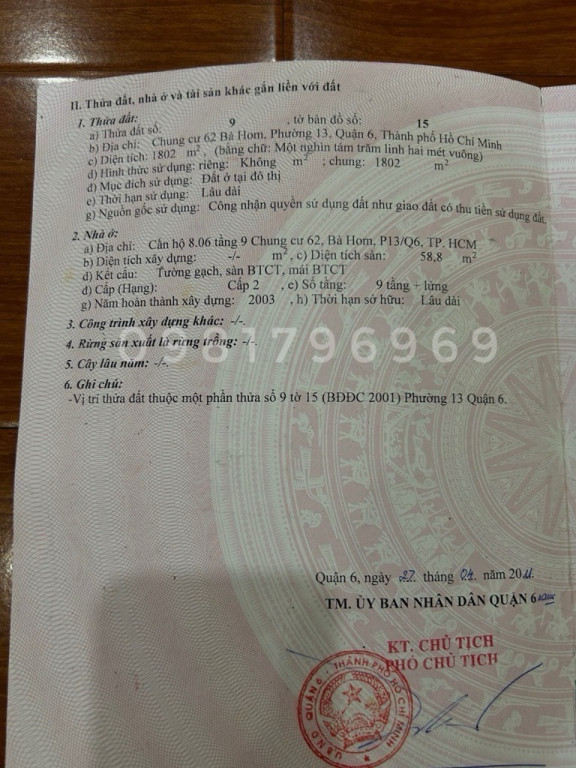 II. Thửa đất, nhà ở và tài sản khác gắn liền với đất
1. Thửa đất:
a) Thửa đất số: 9 , tờ bản đồ số: 15
b) Địa chỉ: Chung cư 62 Bà Hom, Phường 13, Quận 6, Thành phố Hồ Chí Minh
c) Diện tích: 1802 m², (bằng chữ: Một nghìn tám trăm linh hai mét vuông)
d) Hình thức sử dụng: riêng: Không m² ; chung: 1802 m²
đ) Mục đích sử dụng: Đất ở tại đô thị
e) Thời hạn sử dụng: Lâu dài
g) Nguồn gốc sử dụng: Công nhận quyền sử dụng đất như giao đất có thu tiền sử dụng đất
2. Nhà ở:
a) Địa chỉ: Căn hộ 8.06 tầng 9 Chung cư 62, Bà Hom, P13/Q6, TP. HCM
b) Diện tích xây dựng: -/- m², c) Diện tích sàn: 58,8 m²
d) Kết cấu: Tường gạch, sàn BTCT, mái BTCT
đ) Cấp (Hạng): Cấp 2 , e) Số tầng: 9 tầng + lửng
g) Năm hoàn thành xây dựng: 2003 , h) Thời hạn sở hữu: Lâu dài
3. Công trình xây dựng khác: -/-.
4. Rừng sản xuất là rừng trồng: -/-.
0981796969
5. Cây lâu năm: -/-.
6. Ghi chú:
-Vị trí thửa đất thuộc một phần thửa số 9 tờ 15 (BĐĐC 2001) Phường 13 Quận 6.
Quận 6, ngày 27 tháng 04 năm 2011.
TM. ỦY BAN NHÂN DÂN QUẬN 6
KT. CHỦ TỊCH
PHÓ CHỦ TỊCH
U.B.N.D QUẬN 6 - THÀNH PHỐ HỒ CHÍ MINH